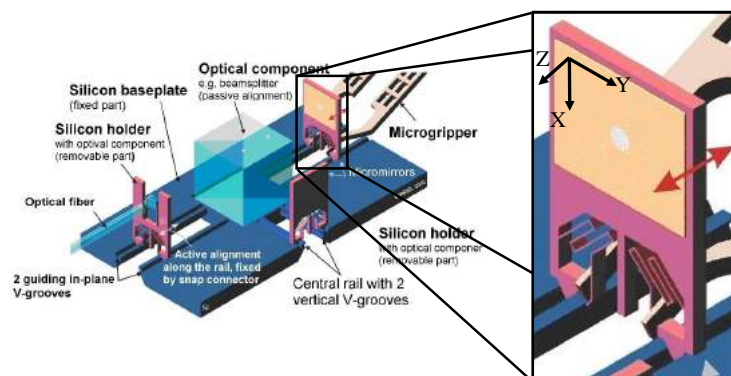 Optical component
e.g. beamsplitter
(passive alignment)
Silicon baseplate
(fixed part)
Silicon holder
with optical component
(removable part)
Microgripper
Micromirrors
Optical fiber
Silicon holder
with optical componer
(removable part)
Active alignment
along the rail, fixed
by snap connector
2 guiding in-plane
V-grooves
Central rail with 2
vertical V-grooves
Z
Y
X